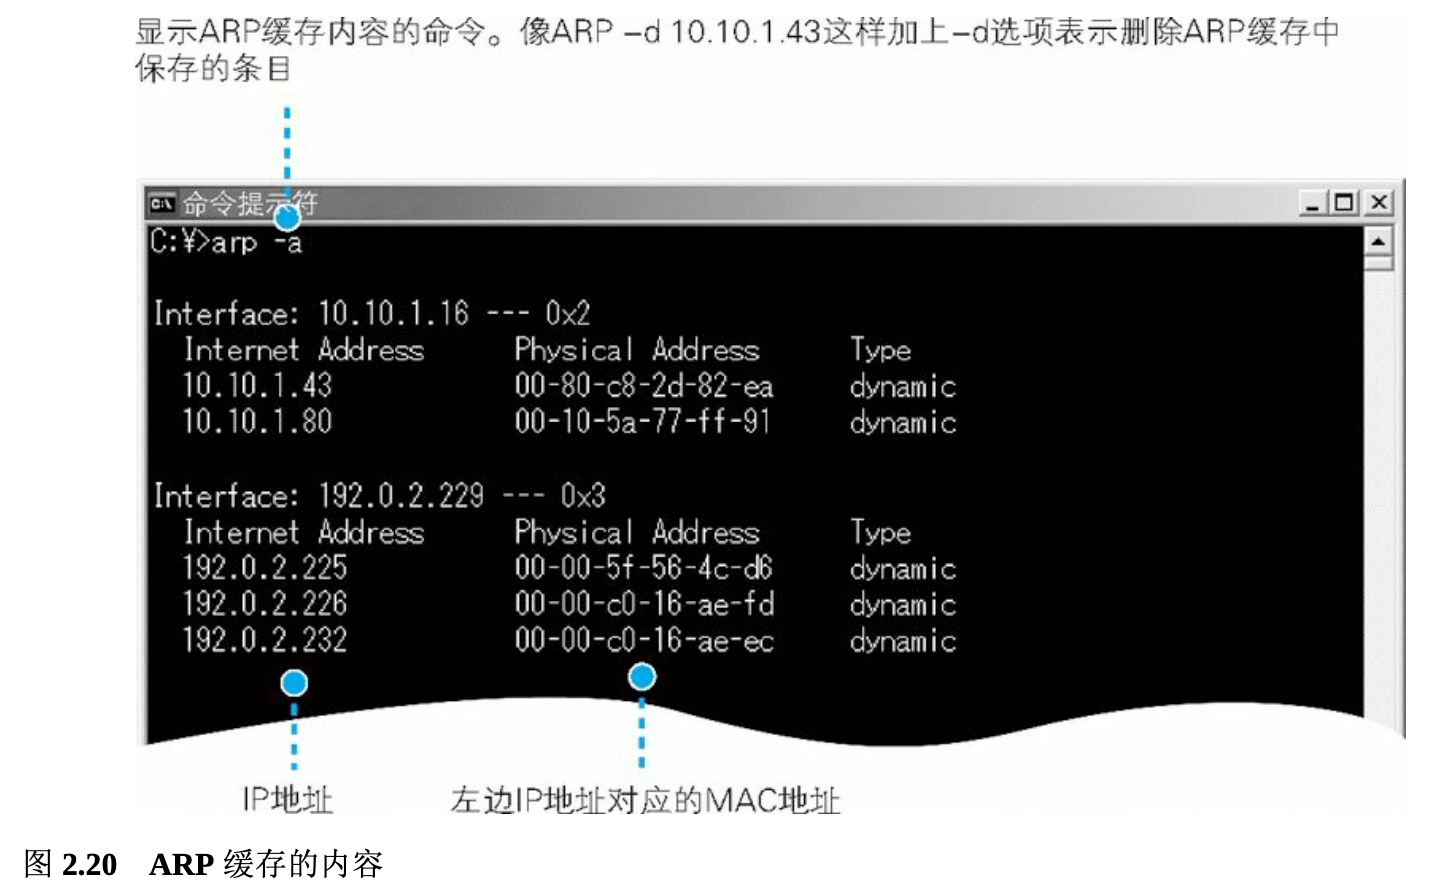 显示ARP缓存内容的命令。像ARP –d 10.10.1.43这样加上–d选项表示删除ARP缓存中
保存的条目
命令提示符
C:¥>arp -a
Interface: 10.10.1.16 --- 0x2
Internet Address Physical Address Type
10.10.1.43 00-80-c8-2d-82-ea dynamic
10.10.1.80 00-10-5a-77-ff-91 dynamic
Interface: 192.0.2.229 --- 0x3
Internet Address Physical Address Type
192.0.2.225 00-00-5f-56-4c-d6 dynamic
192.0.2.226 00-00-c0-16-ae-fd dynamic
192.0.2.232 00-00-c0-16-ae-ec dynamic
IP地址 左边IP地址对应的MAC地址
图 2.20 ARP 缓存的内容